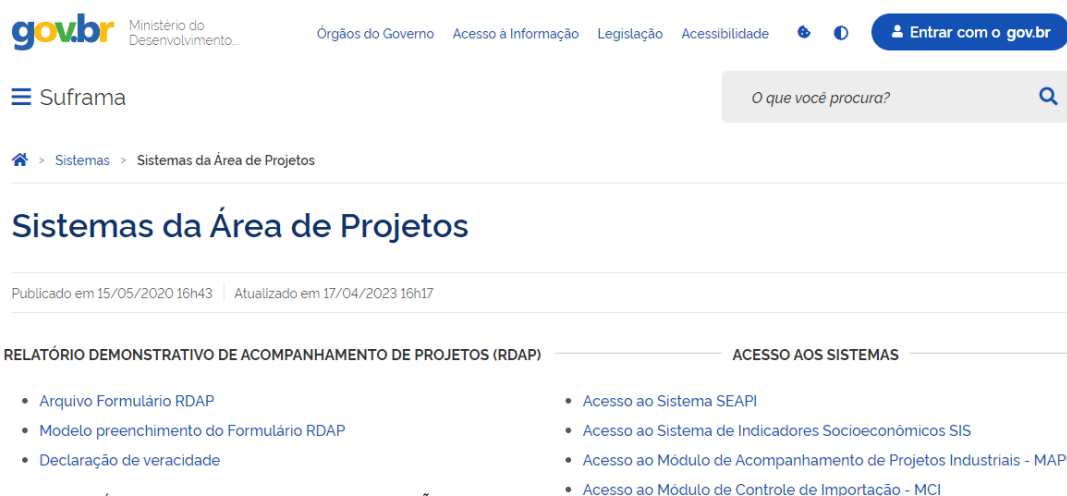 gov.br
Ministério do
Desenvolvimento...
Órgãos do Governo
Acesso à Informação
Legislação
Acessibilidade
Entrar com o gov.br
Suframa
O que você procura?
Sistemas > Sistemas da Área de Projetos
Sistemas da Área de Projetos
Publicado em 15/05/2020 16h43
Atualizado em 17/04/2023 16h17
RELATÓRIO DEMONSTRATIVO DE ACOMPANHAMENTO DE PROJETOS (RDAP)
Arquivo Formulário RDAP
Modelo preenchimento do Formulário RDAP
Declaração de veracidade
ACESSO AOS SISTEMAS
Acesso ao Sistema SEAPI
Acesso ao Sistema de Indicadores Socioeconômicos SIS
Acesso ao Módulo de Acompanhamento de Projetos Industriais - MAP
Acesso ao Módulo de Controle de Importação - MCI